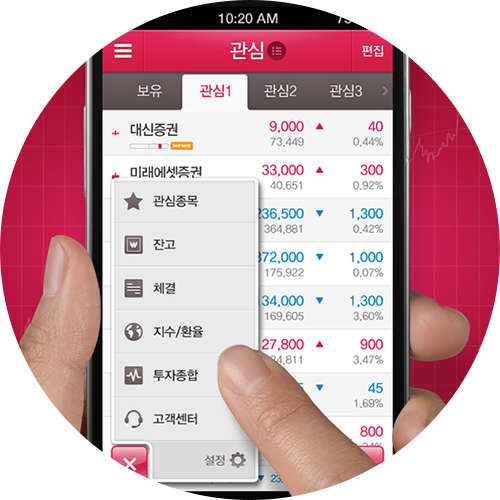 10:20 AM
관심
편집
보유 관심1 관심2 관심3
대신증권 9,000 ▲ 40
NEWS 73,449 0.44%
미래에셋증권 33,000 ▲ 300
40,651 0.92%
관심종목
236,500 ▼ 1,300
364,881 0.42%
잔고
372,000 ▼ 1,000
175,922 0.07%
체결
34,000 ▼ 1,300
169,605 3.60%
지수/환율
27,800 ▲ 900
3.47%
투자종합
▼ 45
1.69%
고객센터
800
설정